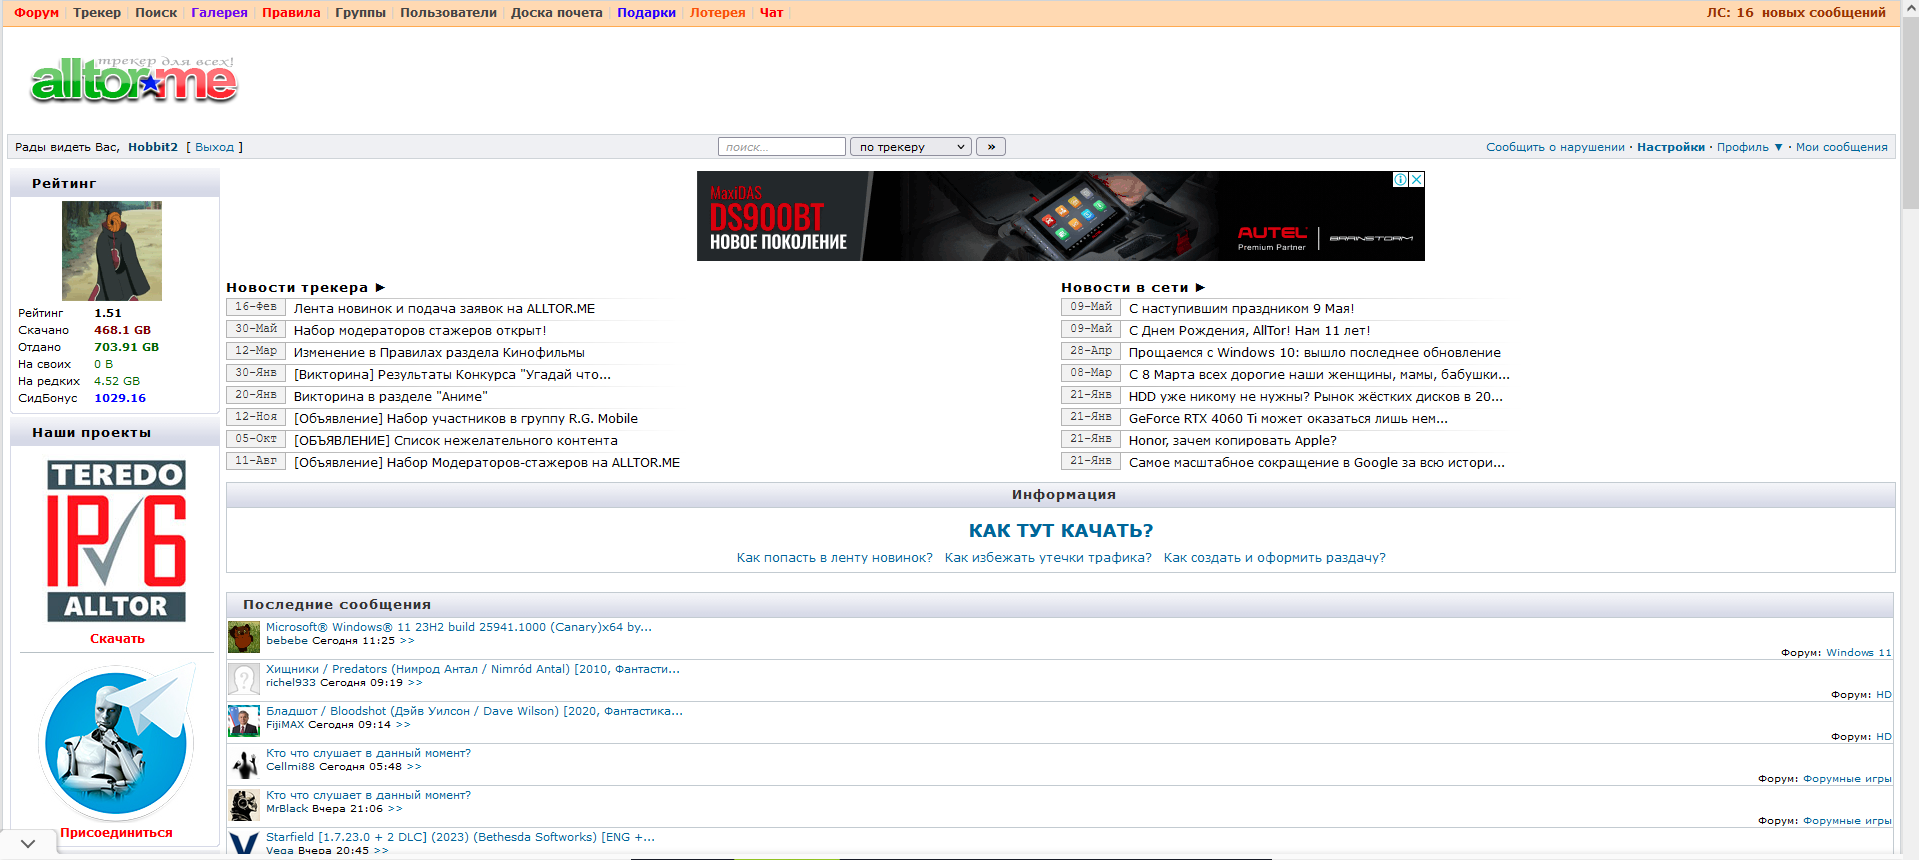 Форум Трекер Поиск Галерея Правила Группы Пользователи Доска почета Подарки Лотерея Чат ЛС: 16 новых сообщений
трекер для всех!
alltor me
Рады видеть Вас, Hobbit2 [ Выход ] поиск... по трекеру » Сообщить о нарушении · Настройки · Профиль ▼ · Мои сообщения
Рейтинг
Рейтинг 1.51
Скачано 468.1 GB
Отдано 703.91 GB
На своих 0 B
На редких 4.52 GB
СидБонус 1029.16
Наши проекты
TEREDO
IPV6
ALLTOR
Скачать
Присоединиться
MaxiDAS
DS900BT
НОВОЕ ПОКОЛЕНИЕ
AUTEL
Premium Partner
BRAINSTORM
Новости трекера ►
16-Фев Лента новинок и подача заявок на ALLTOR.ME
30-Май Набор модераторов стажеров открыт!
12-Мар Изменение в Правилах раздела Кинофильмы
30-Янв [Викторина] Результаты Конкурса "Угадай что...
20-Янв Викторина в разделе "Аниме"
12-Ноя [Объявление] Набор участников в группу R.G. Mobile
05-Окт [ОБЪЯВЛЕНИЕ] Список нежелательного контента
11-Авг [Объявление] Набор Модераторов-стажеров на ALLTOR.ME
Новости в сети ►
09-Май С наступившим праздником 9 Мая!
09-Май С Днем Рождения, AllTor! Нам 11 лет!
28-Апр Прощаемся с Windows 10: вышло последнее обновление
08-Мар С 8 Марта всех дорогие наши женщины, мамы, бабушки...
21-Янв HDD уже никому не нужны? Рынок жёстких дисков в 20...
21-Янв GeForce RTX 4060 Ti может оказаться лишь нем...
21-Янв Honor, зачем копировать Apple?
21-Янв Самое масштабное сокращение в Google за всю истори...
Информация
КАК ТУТ КАЧАТЬ?
Как попасть в ленту новинок? Как избежать утечки трафика? Как создать и оформить раздачу?
Последние сообщения
Microsoft® Windows® 11 23H2 build 25941.1000 (Canary)x64 by...
bebebe Сегодня 11:25 >>
Форум: Windows 11
Хищники / Predators (Нимрод Антал / Nimród Antal) [2010, Фантасти...
richel933 Сегодня 09:19 >>
Форум: HD
Бладшот / Bloodshot (Дэйв Уилсон / Dave Wilson) [2020, Фантастика...
FijiMAX Сегодня 09:14 >>
Форум: HD
Кто что слушает в данный момент?
Cellmi88 Сегодня 05:48 >>
Форум: Форумные игры
Кто что слушает в данный момент?
MrBlack Вчера 21:06 >>
Форум: Форумные игры
Starfield [1.7.23.0 + 2 DLC] (2023) (Bethesda Softworks) [ENG +...
Vega Вчера 20:45 >>